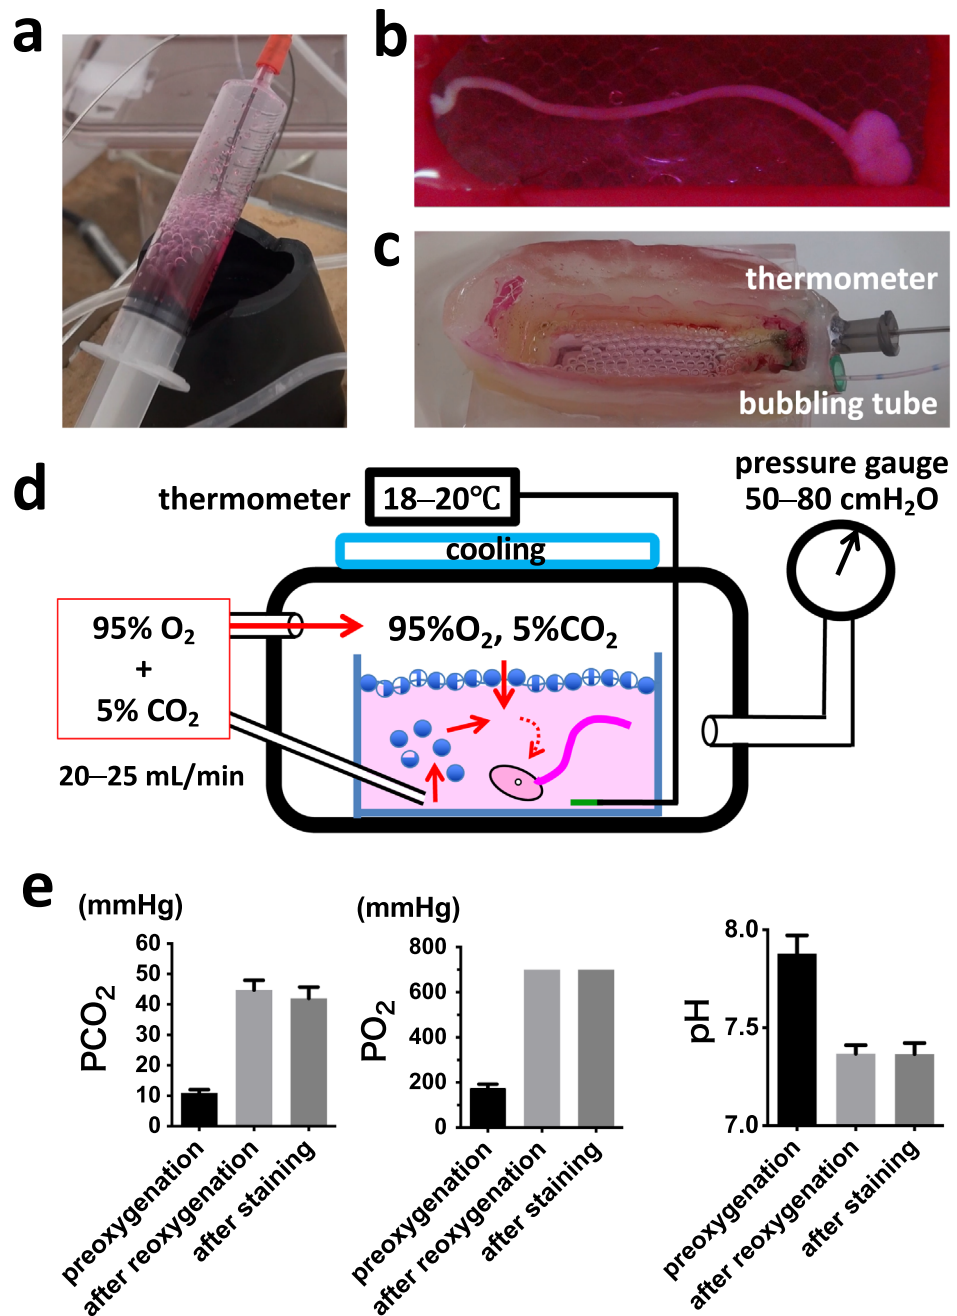 a
b
c
thermometer
bubbling tube
d
thermometer
18–20℃
pressure gauge
50–80 cmH₂O
cooling
95% O₂
+
5% CO₂
95%O₂, 5%CO₂
20–25 mL/min
e
(mmHg)
PCO₂
60
50
40
30
20
10
0
preoxygenation
after reoxygenation
after staining
(mmHg)
PO₂
800
600
400
200
0
preoxygenation
after reoxygenation
after staining
pH
8.0
7.5
7.0
preoxygenation
after reoxygenation
after staining